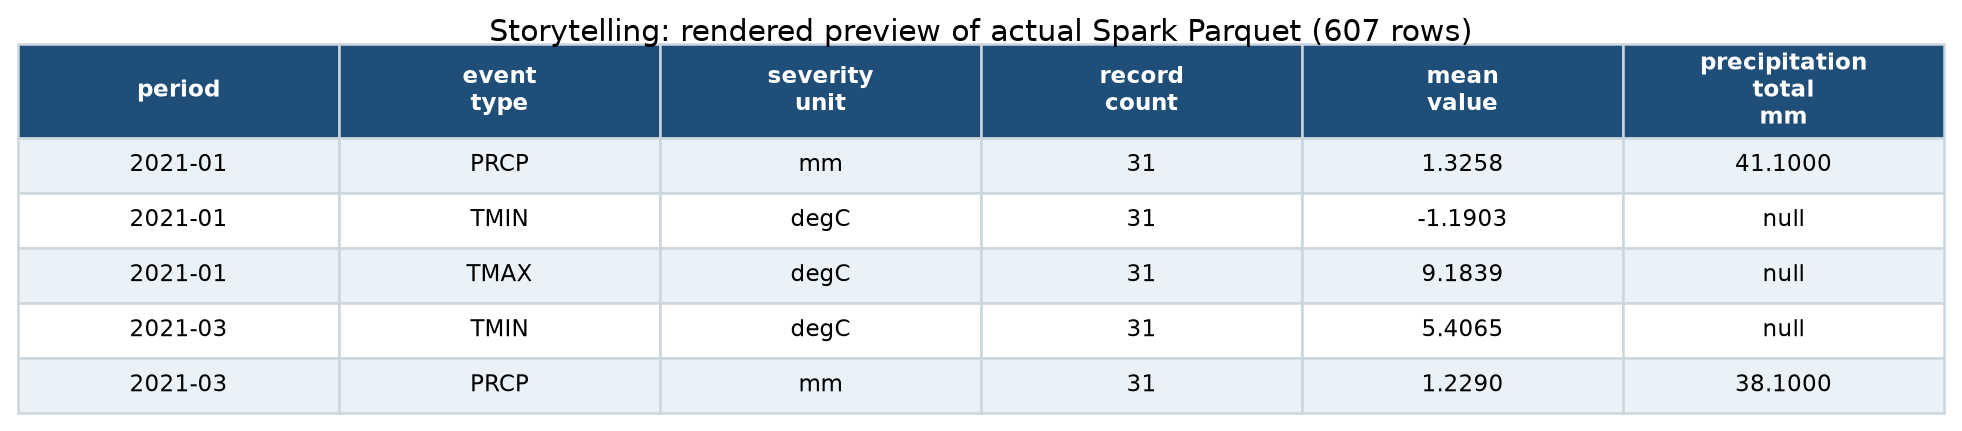 Storytelling: rendered preview of actual Spark Parquet (607 rows)
period event type severity unit record count mean value precipitation total mm
2021-01 PRCP mm 31 1.3258 41.1000
2021-01 TMIN degC 31 -1.1903 null
2021-01 TMAX degC 31 9.1839 null
2021-03 TMIN degC 31 5.4065 null
2021-03 PRCP mm 31 1.2290 38.1000